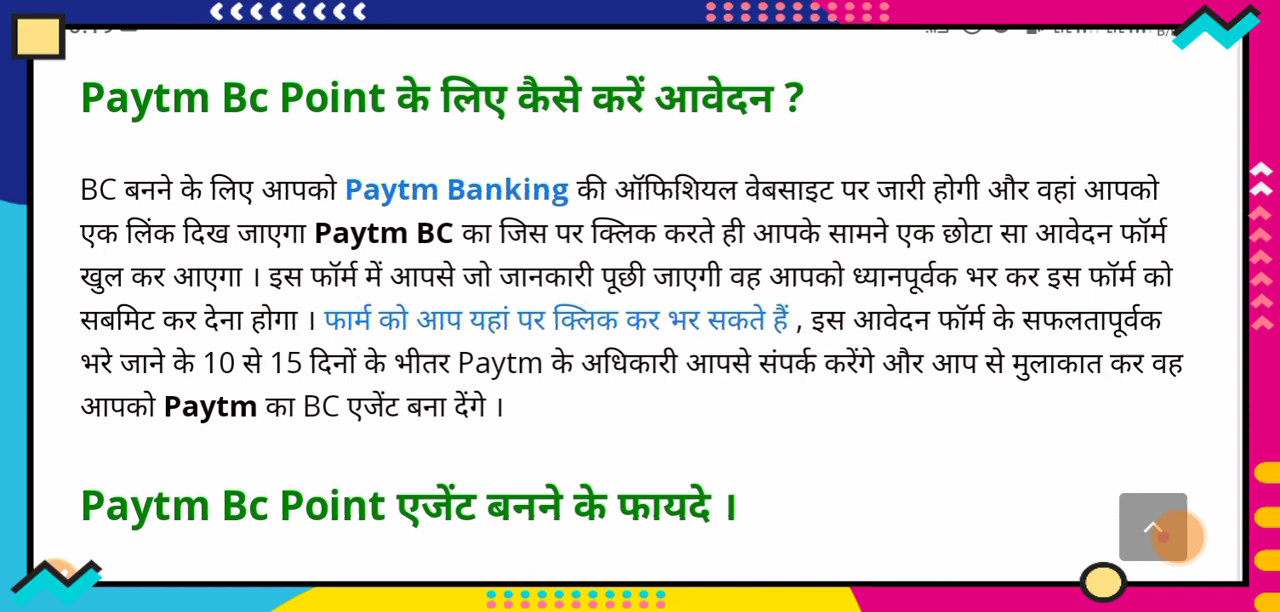 Paytm Bc Point के लिए कैसे करें आवेदन ?
BC बनने के लिए आपको Paytm Banking की ऑफिशियल वेबसाइट पर जारी होगी और वहां आपको
एक लिंक दिख जाएगा Paytm BC का जिस पर क्लिक करते ही आपके सामने एक छोटा सा आवेदन फॉर्म
खुल कर आएगा । इस फॉर्म में आपसे जो जानकारी पूछी जाएगी वह आपको ध्यानपूर्वक भर कर इस फॉर्म को
सबमिट कर देना होगा । फार्म को आप यहां पर क्लिक कर भर सकते हैं , इस आवेदन फॉर्म के सफलतापूर्वक
भरे जाने के 10 से 15 दिनों के भीतर Paytm के अधिकारी आपसे संपर्क करेंगे और आप से मुलाकात कर वह
आपको Paytm का BC एजेंट बना देंगे ।
Paytm Bc Point एजेंट बनने के फायदे ।